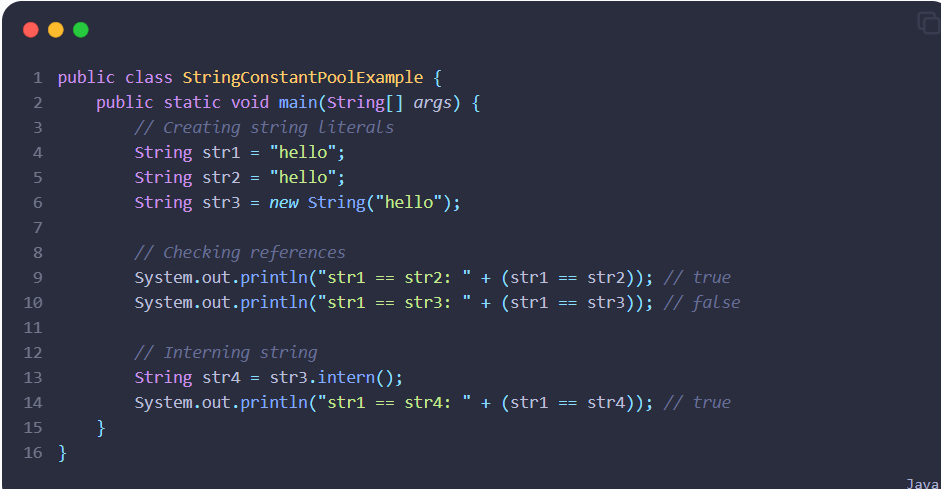 1 public class StringConstantPoolExample {
2     public static void main(String[] args) {
3         // Creating string literals
4         String str1 = "hello";
5         String str2 = "hello";
6         String str3 = new String("hello");
7
8         // Checking references
9         System.out.println("str1 == str2: " + (str1 == str2)); // true
10         System.out.println("str1 == str3: " + (str1 == str3)); // false
11
12         // Interning string
13         String str4 = str3.intern();
14         System.out.println("str1 == str4: " + (str1 == str4)); // true
15     }
16 }
Java